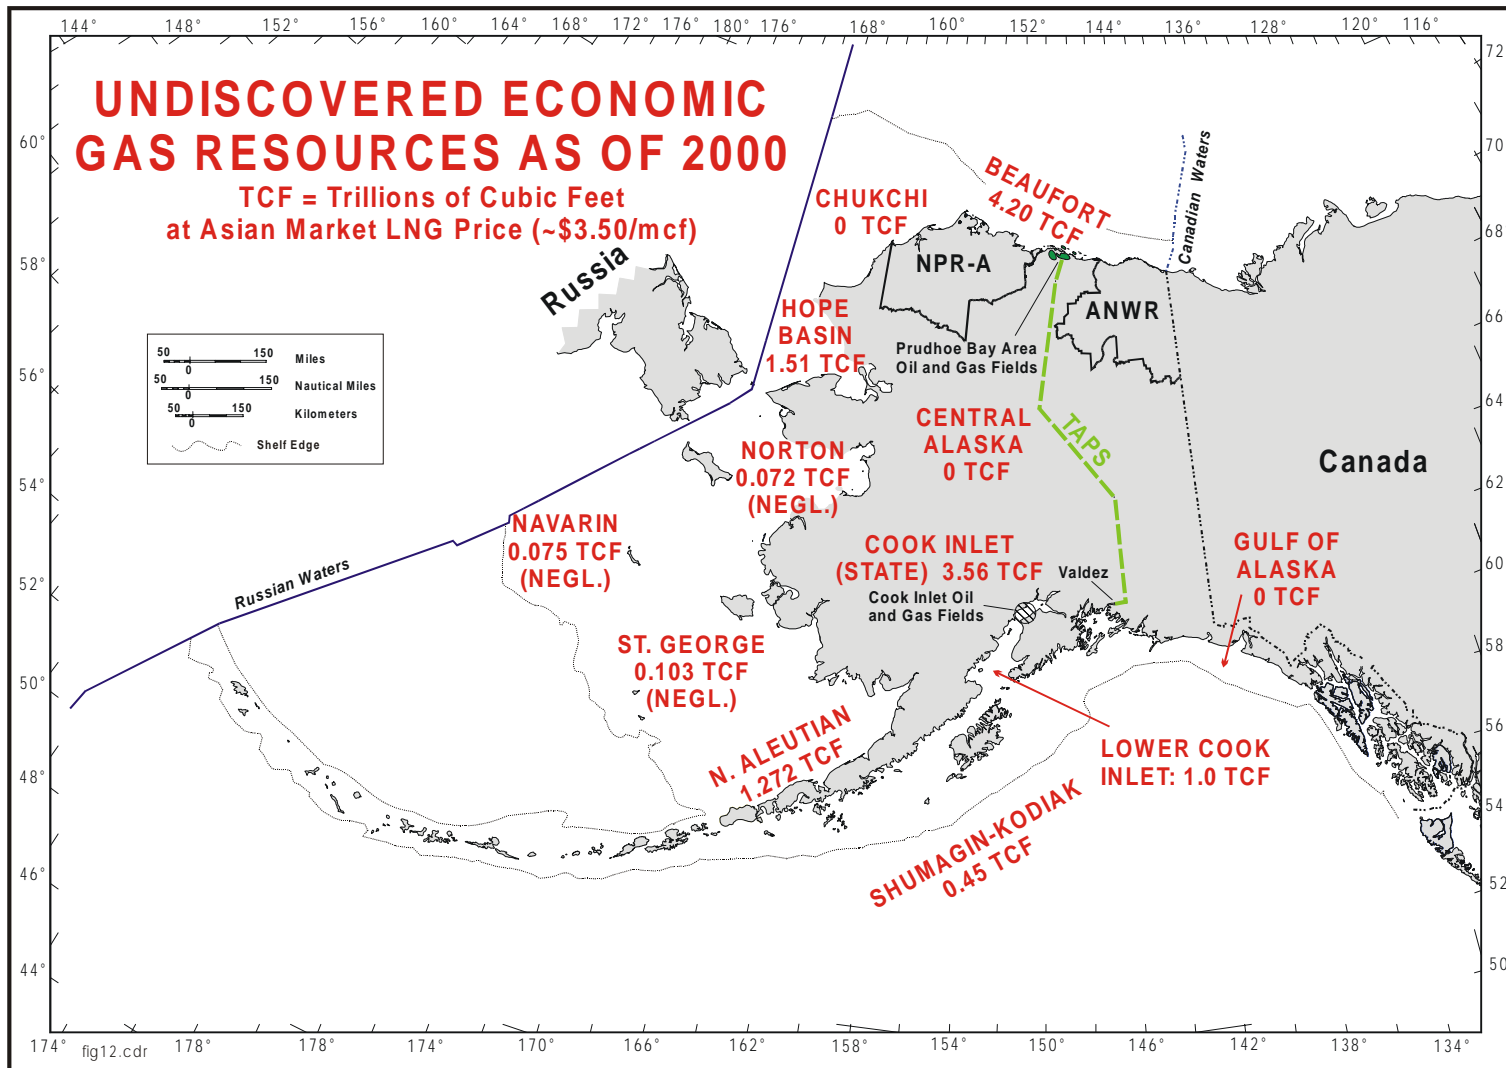 144° 148° 152° 156° 160° 164° 168° 172° 176° 180° 176° 168° 160° 152° 144° 136° 128° 120° 116°
UNDISCOVERED ECONOMIC
GAS RESOURCES AS OF 2000
TCF = Trillions of Cubic Feet
at Asian Market LNG Price (~$3.50/mcf)
60°
58°
56°
54°
52°
50°
48°
46°
44°
72
70
68
66
64
62
60
58
56
54
52
50
Russia
CHUKCHI
0 TCF
BEAUFORT
4.20 TCF
Canadian Waters
NPR-A
ANWR
HOPE
BASIN
1.51 TCF
Prudhoe Bay Area
Oil and Gas Fields
50 150
0
Miles
50 150
0
Nautical Miles
50 150
0
Kilometers
Shelf Edge
CENTRAL
ALASKA
0 TCF
TAPS
Canada
NORTON
0.072 TCF
(NEGL.)
NAVARIN
0.075 TCF
(NEGL.)
Russian Waters
COOK INLET
(STATE) 3.56 TCF
Cook Inlet Oil
and Gas Fields
Valdez
GULF OF
ALASKA
0 TCF
ST. GEORGE
0.103 TCF
(NEGL.)
N. ALEUTIAN
1.272 TCF
LOWER COOK
INLET: 1.0 TCF
SHUMAGIN-KODIAK
0.45 TCF
174° 178° 178° 174° 170° 166° 162° 158° 154° 150° 146° 142° 138° 134°
fig12.cdr